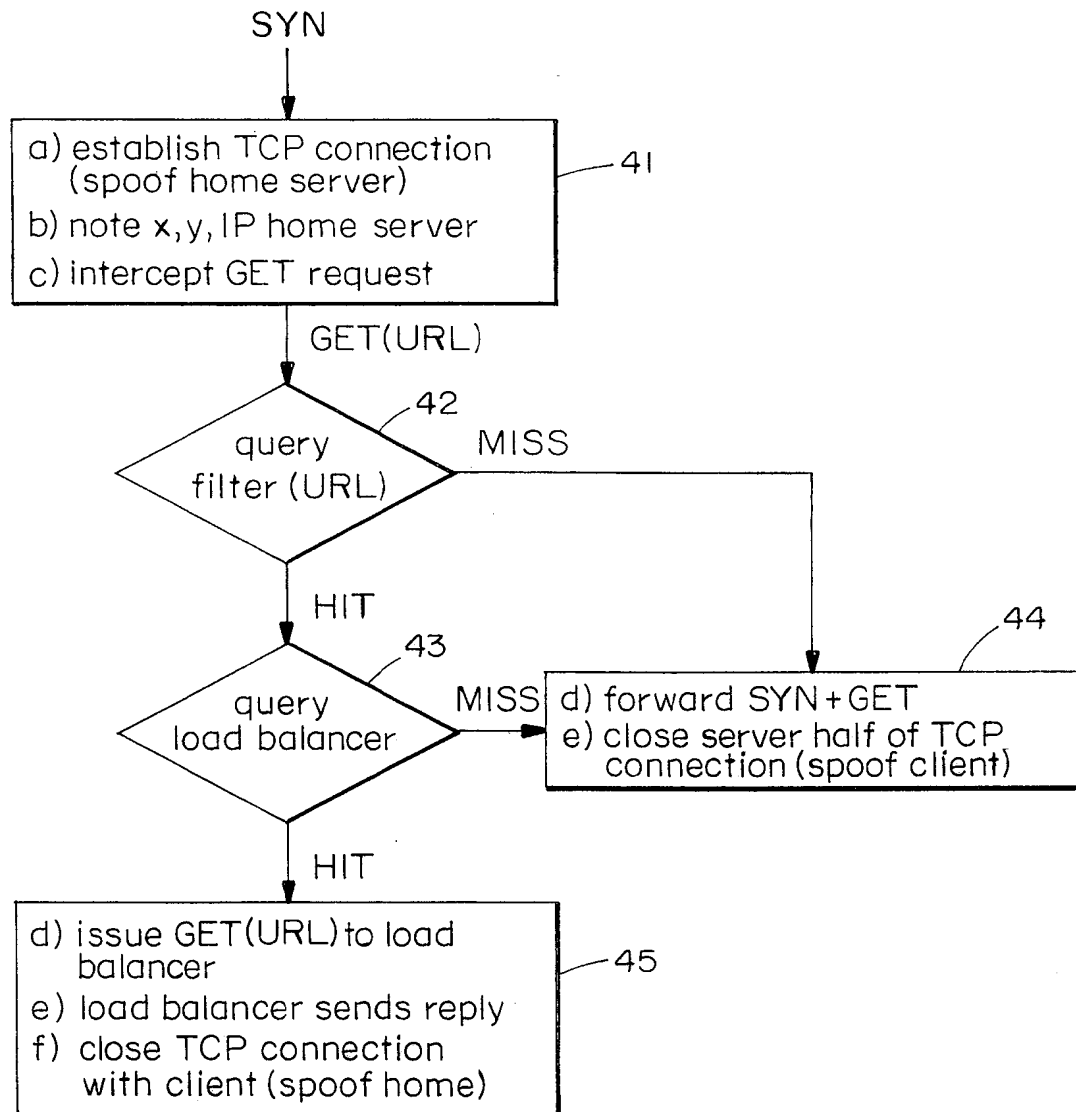 SYN
a) establish TCP connection
(spoof home server)
b) note x,y, IP home server
c) intercept GET request
41
GET(URL)
42
query
filter (URL)
MISS
HIT
43
query
load balancer
MISS
44
d) forward SYN+GET
e) close server half of TCP
connection (spoof client)
HIT
d) issue GET(URL) to load
balancer
e) load balancer sends reply
f) close TCP connection
with client (spoof home)
45